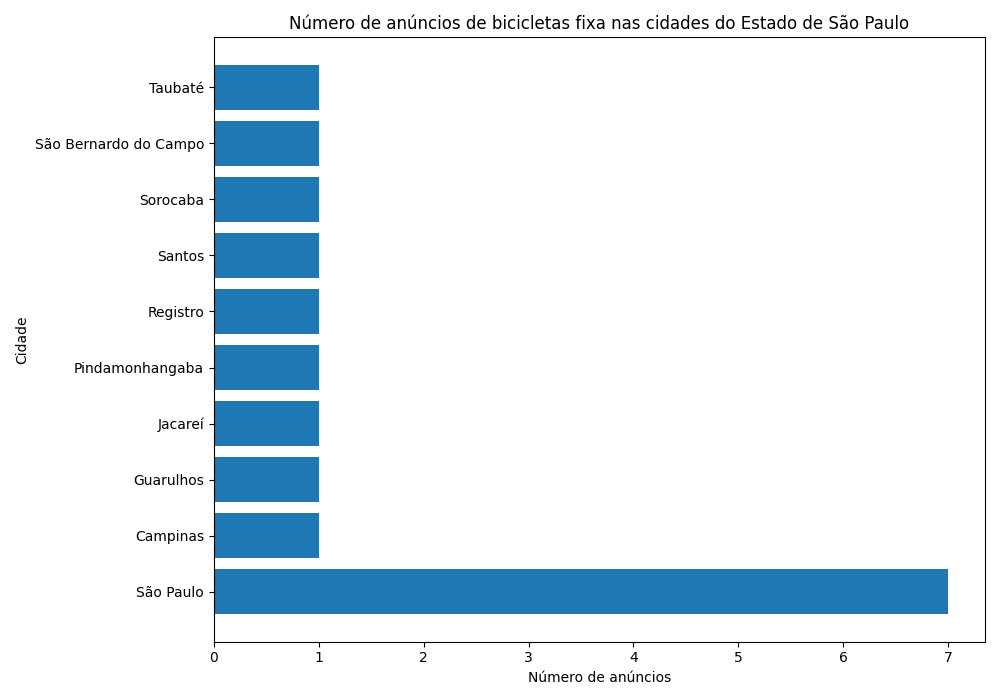 Número de anúncios de bicicletas fixa nas cidades do Estado de São Paulo
Cidade
Taubaté
São Bernardo do Campo
Sorocaba
Santos
Registro
Pindamonhangaba
Jacareí
Guarulhos
Campinas
São Paulo
0 1 2 3 4 5 6 7
Número de anúncios